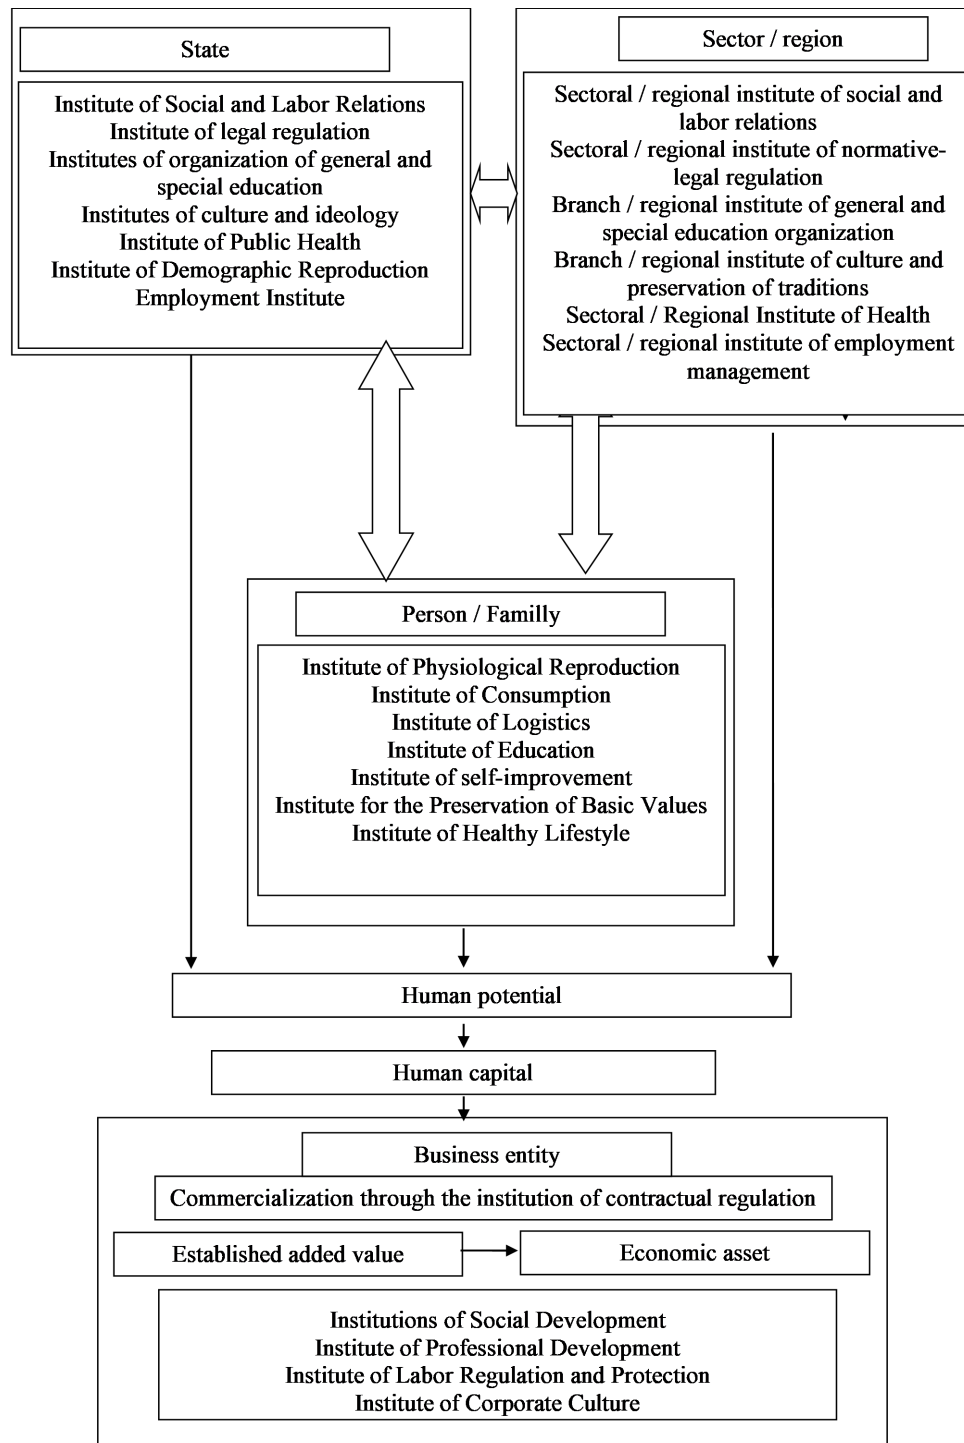 State
Institute of Social and Labor Relations
Institute of legal regulation
Institutes of organization of general and
special education
Institutes of culture and ideology
Institute of Public Health
Institute of Demographic Reproduction
Employment Institute
Sector / region
Sectoral / regional institute of social and
labor relations
Sectoral / regional institute of normative-
legal regulation
Branch / regional institute of general and
special education organization
Branch / regional institute of culture and
preservation of traditions
Sectoral / Regional Institute of Health
Sectoral / regional institute of employment
management
Person / Familly
Institute of Physiological Reproduction
Institute of Consumption
Institute of Logistics
Institute of Education
Institute of self-improvement
Institute for the Preservation of Basic Values
Institute of Healthy Lifestyle
Human potential
Human capital
Business entity
Commercialization through the institution of contractual regulation
Established added value
Economic asset
Institutions of Social Development
Institute of Professional Development
Institute of Labor Regulation and Protection
Institute of Corporate Culture